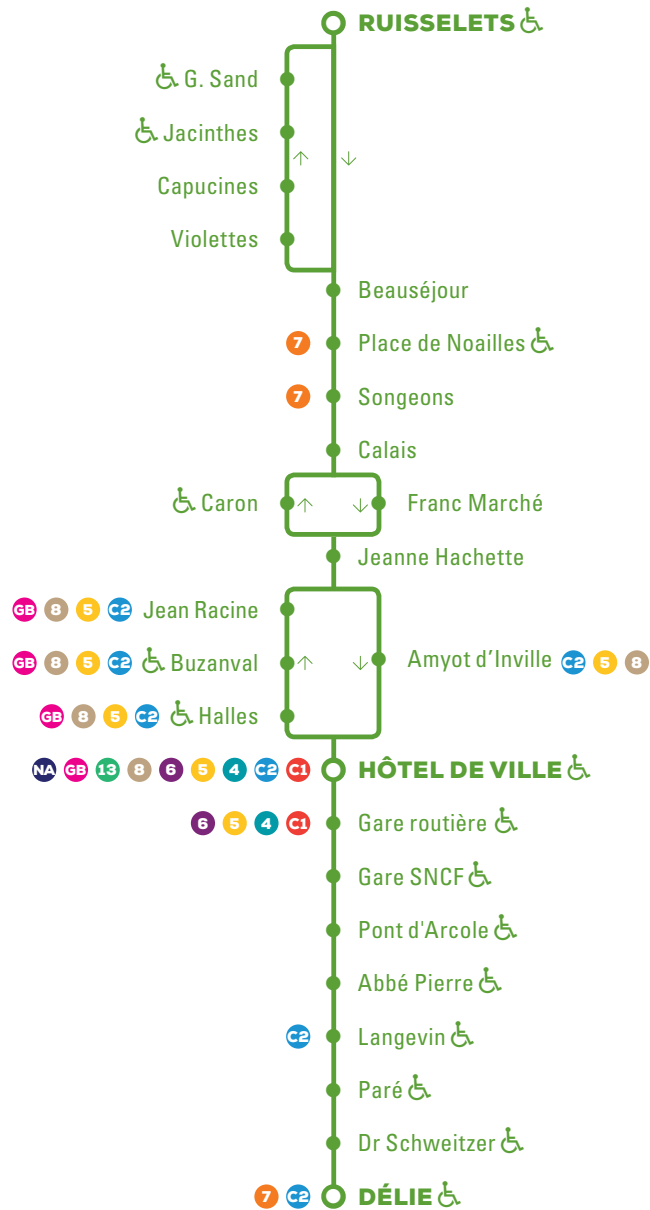 RUISSELETS
G. Sand
Jacinthes
↑ ↓
Capucines
Violettes
Beauséjour
7 Place de Noailles
7 Songeons
Calais
Caron ↑ ↓ Franc Marché
Jeanne Hachette
GB 8 5 C2 Jean Racine
GB 8 5 C2 Buzanval ↑ ↓ Amyot d’Inville C2 5 8
GB 8 5 C2 Halles
NA GB 13 8 6 5 4 C2 C1 HÔTEL DE VILLE
6 5 4 C1 Gare routière
Gare SNCF
Pont d'Arcole
Abbé Pierre
C2 Langevin
Paré
Dr Schweitzer
7 C2 DÉLIE